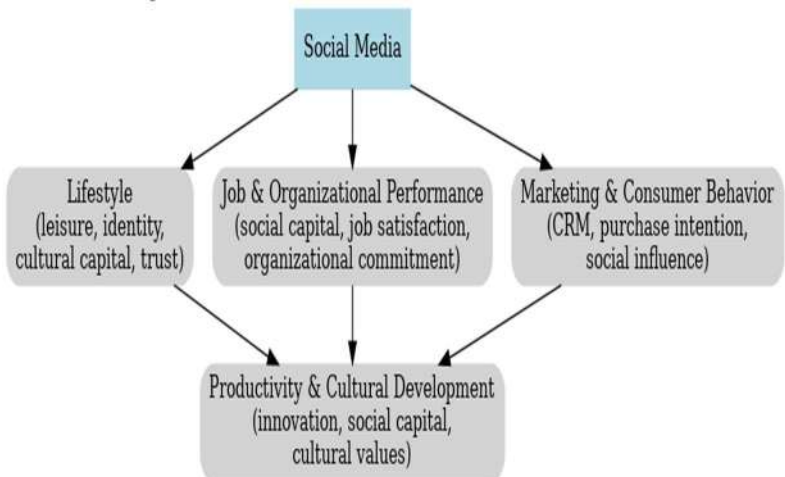 Social Media
Lifestyle
(leisure, identity,
cultural capital, trust)
Job & Organizational Performance
(social capital, job satisfaction,
organizational commitment)
Marketing & Consumer Behavior
(CRM, purchase intention,
social influence)
Productivity & Cultural Development
(innovation, social capital,
cultural values)